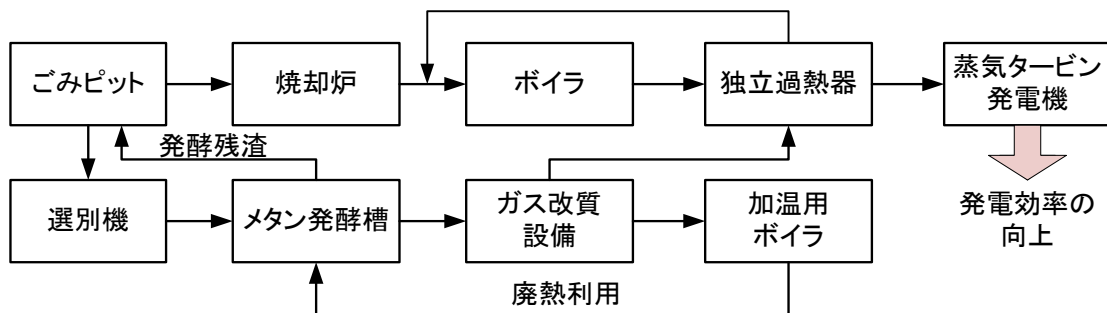 ごみピット
焼却炉
ボイラ
独立過熱器
蒸気タービン
発電機
発酵残渣
選別機
メタン発酵槽
ガス改質
設備
加温用
ボイラ
発電効率の
向上
廃熱利用